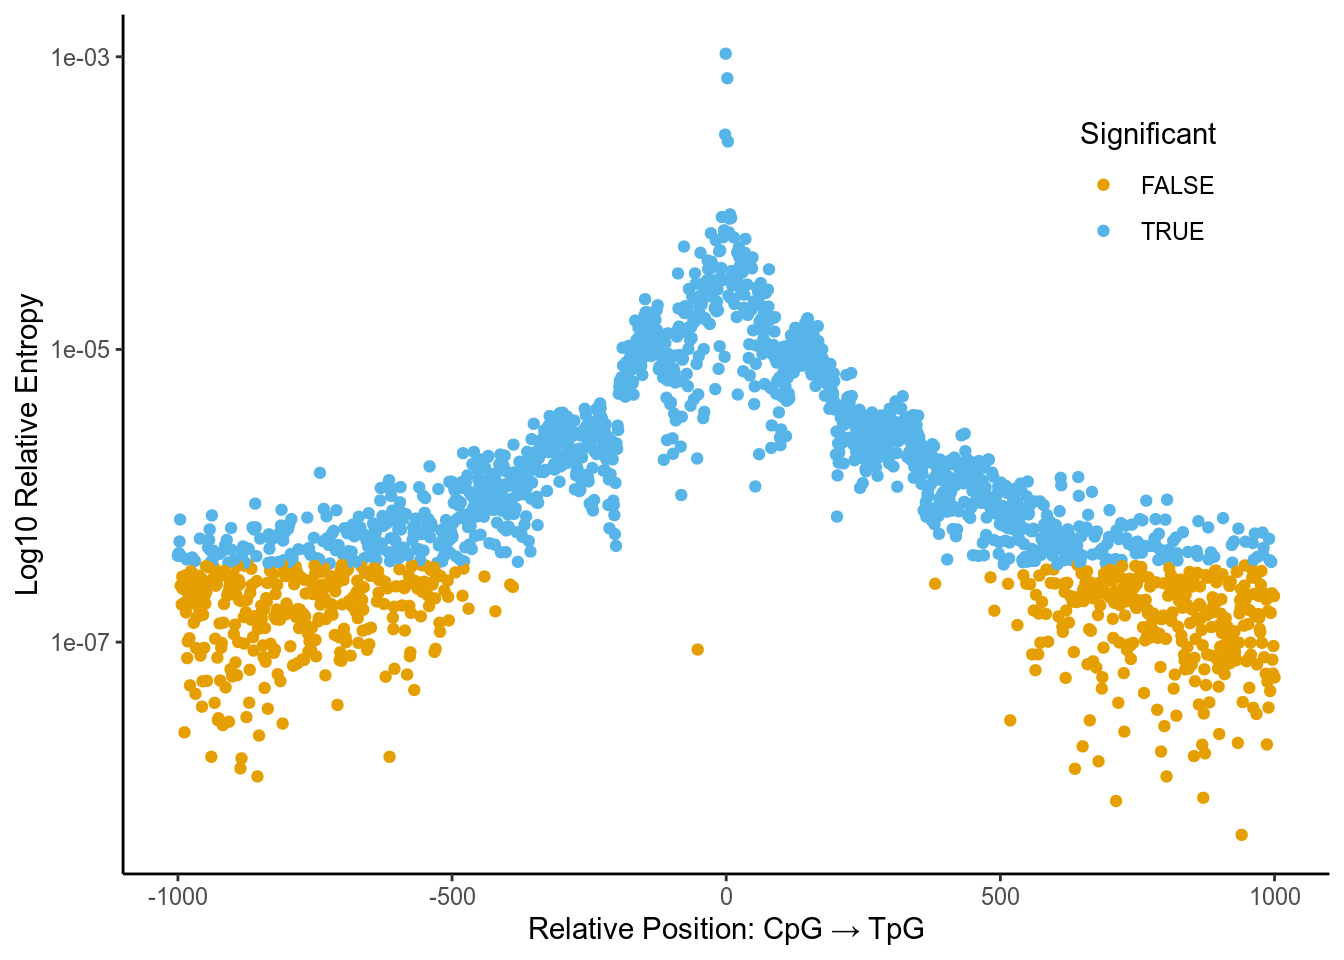 1e-03
1e-05
1e-07
Log10 Relative Entropy
Significant
FALSE
TRUE
-1000
-500
0
500
1000
Relative Position: CpG → TpG